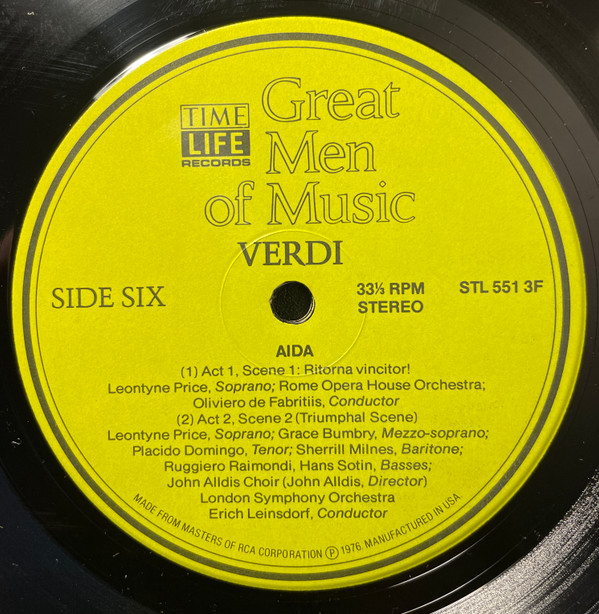 TIME
LIFE
RECORDS
Great
Men
of Music
VERDI
SIDE SIX
33⅓ RPM
STEREO
STL 551 3F
AIDA
(1) Act 1, Scene 1: Ritorna vincitor!
Leontyne Price, Soprano; Rome Opera House Orchestra;
Oliviero de Fabritiis, Conductor
(2) Act 2, Scene 2 (Triumphal Scene)
Leontyne Price, Soprano; Grace Bumbry, Mezzo-soprano;
Placido Domingo, Tenor; Sherrill Milnes, Baritone;
Ruggiero Raimondi, Hans Sotin, Basses;
John Alldis Choir (John Alldis, Director)
London Symphony Orchestra
Erich Leinsdorf, Conductor
MADE FROM MASTERS OF RCA CORPORATION Ⓟ 1976. MANUFACTURED IN USA